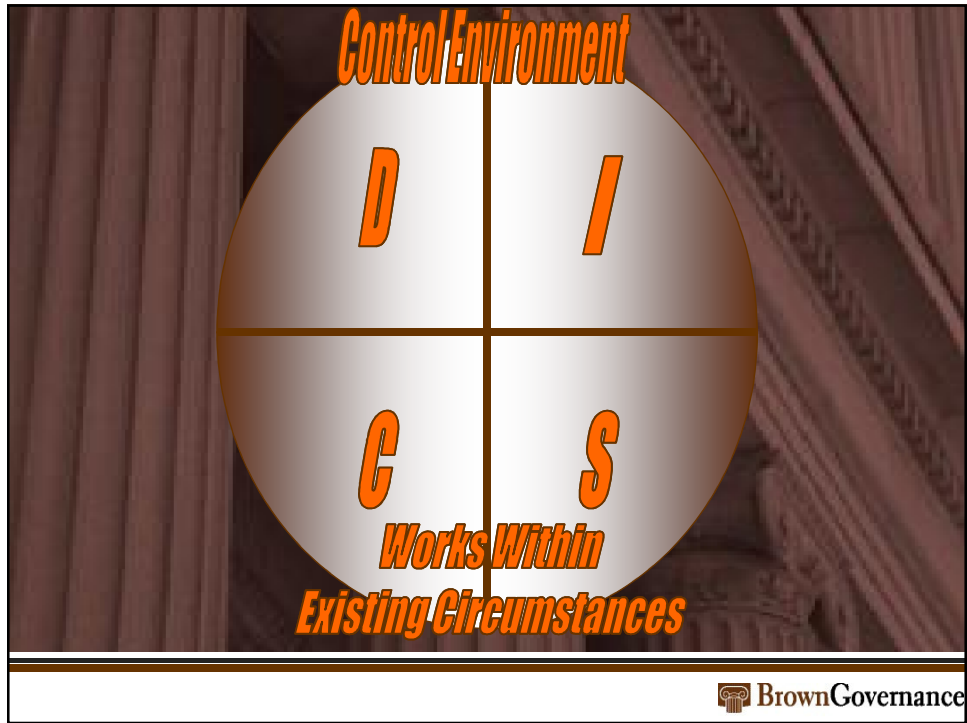 Control Environment
D I
C S
Works Within
Existing Circumstances
BrownGovernance